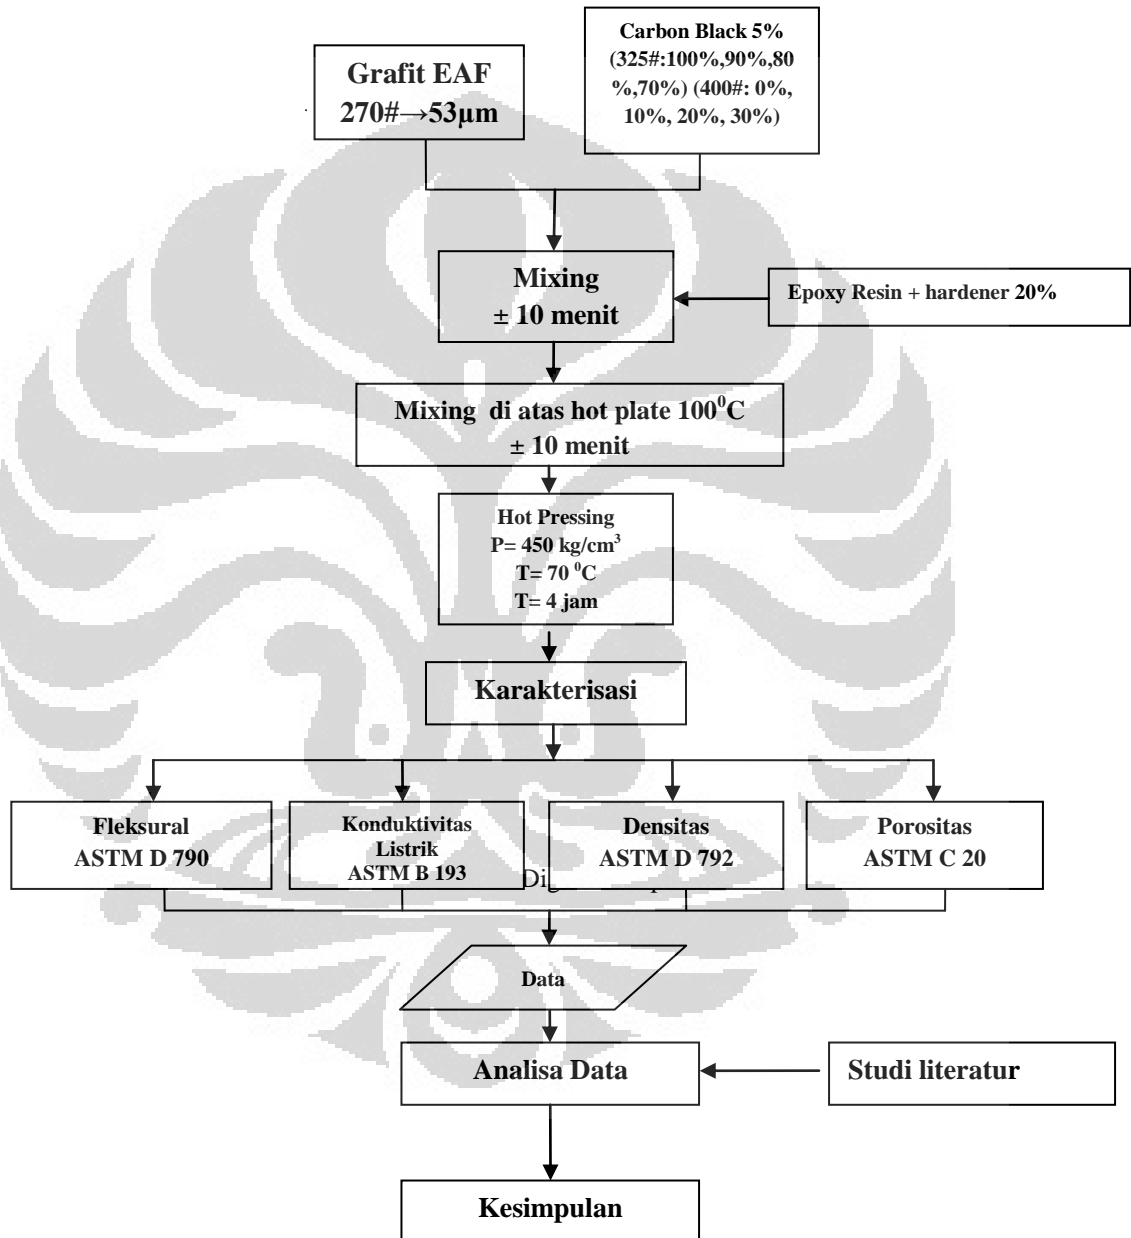 Carbon Black 5%
(325#:100%,90%,80
%,70%) (400#: 0%,
10%, 20%, 30%)
Grafit EAF
270#→53µm
Mixing
± 10 menit
Epoxy Resin + hardener 20%
Mixing di atas hot plate 100⁰C
± 10 menit
Hot Pressing
P= 450 kg/cm³
T= 70 ⁰C
T= 4 jam
Karakterisasi
Fleksural
ASTM D 790
Konduktivitas
Listrik
ASTM B 193
Densitas
ASTM D 792
Porositas
ASTM C 20
Data
Analisa Data
Studi literatur
Kesimpulan